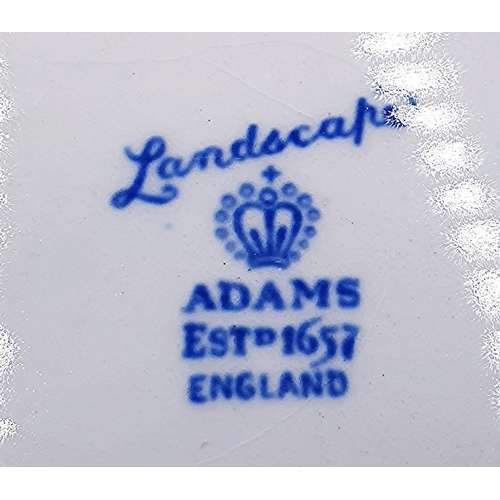 Landscape
ADAMS
ESTD 1657
ENGLAND